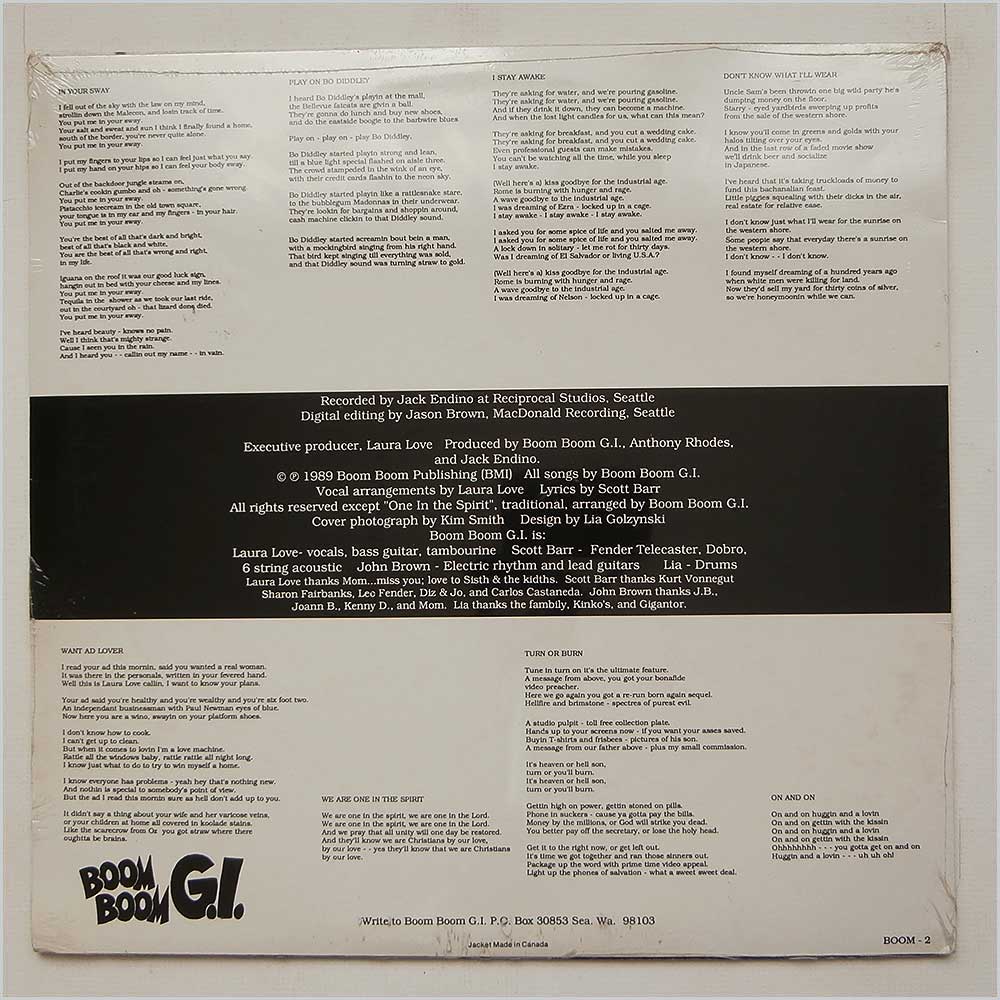 IN YOUR SWAY
I fell out of the sky with the law on my mind,
strollin down the Malecon, and losin track of time.
You put me in your sway.
Your salt and sweat and sun I think I finally found a home,
south of the border, you're never quite alone.
You put me in your sway.
I put my fingers to your lips so I can feel just what you say.
I put my hand on your hips so I can feel your body sway.
Out of the backdoor jungle steams on,
Charlie's cookin gumbo and oh - something's gone wrong.
You put me in your sway.
Pistacchio icecream in the old town square,
your tongue is in my ear and my fingers - in your hair.
You put me in your sway.
You're the best of all that's dark and bright,
best of all that's black and white,
You are the best of all that's wrong and right,
in my life.
Iguana on the roof it was our good luck sign,
hangin out in bed with your cheese and my lines.
You put me in your sway.
Tequila in the shower as we took our last ride,
out in the courtyard oh - that lizard done died.
You put me in your sway.
I've heard beauty - knows no pain.
Well I think that's mighty strange.
Cause I seen you in the rain.
And I heard you - - callin out my name - - in vain.
PLAY ON BO DIDDLEY
I heard Bo Diddley's playin at the mall,
the Bellevue fatcats are givin a ball.
They're gonna do lunch and buy new shoes,
and do the eastside boogie to the barbwire blues.
Play on - play on - play Bo Diddley.
Bo Diddley started playin strong and lean,
till a blue light special flashed on aisle three.
The crowd stampeded in the wink of an eye,
with their credit cards flashin to the neon sky.
Bo Diddley started playin like a rattlesnake stare,
to the bubblegum Madonnas in their underwear.
They're lookin for bargains and shoppin around,
cash machine clickin to that Diddley sound.
Bo Diddley started screamin bout bein a man,
with a mockingbird singing from his right hand.
That bird kept singing till everything was sold,
and that Diddley sound was turning straw to gold.
I STAY AWAKE
They're asking for water, and we're pouring gasoline.
They're asking for water, and we're pouring gasoline.
And if they drink it down, they can become a machine.
And when the lost light candles for us, what can this mean?
They're asking for breakfast, and you cut a wedding cake.
They're asking for breakfast, and you cut a wedding cake.
Even professional guests can make mistakes.
You can't be watching all the time, while you sleep
I stay awake.
(Well here's a) kiss goodbye for the industrial age.
Rome is burning with hunger and rage.
A wave goodbye to the industrial age.
I was dreaming of Ezra - locked up in a cage.
I stay awake - I stay awake - I stay awake.
I asked you for some spice of life and you salted me away.
I asked you for some spice of life and you salted me away.
A lock down in solitary - let me rot for thirty days.
Was I dreaming of El Salvador or living U.S.A.?
(Well here's a) kiss goodbye for the industrial age.
Rome is burning with hunger and rage.
A wave goodbye to the industrial age.
I was dreaming of Nelson - locked up in a cage.
DON'T KNOW WHAT I'LL WEAR
Uncle Sam's been throwin one big wild party he's
dumping money on the floor.
Starry - eyed yardbirds sweeping up profits
from the sale of the western shore.
I know you'll come in greens and golds with your
halos tilting over your eyes.
And in the last row of a faded movie show
we'll drink beer and socialize
in Japanese.
I've heard that it's taking truckloads of money to
fund this bachanalian feast.
Little piggies squealing with their dicks in the air,
real estate for relative ease.
I don't know just what I'll wear for the sunrise on
the western shore.
Some people say that everyday there's a sunrise on
the western shore.
I don't know - - I don't know.
I found myself dreaming of a hundred years ago
when white men were killing for land.
Now they'd sell my yard for thirty coins of silver,
so we're honeymoonin while we can.
Recorded by Jack Endino at Reciprocal Studios, Seattle
Digital editing by Jason Brown, MacDonald Recording, Seattle
Executive producer, Laura Love   Produced by Boom Boom G.I., Anthony Rhodes,
and Jack Endino.
© ℗ 1989 Boom Boom Publishing (BMI)   All songs by Boom Boom G.I.
Vocal arrangements by Laura Love   Lyrics by Scott Barr
All rights reserved except "One In the Spirit", traditional, arranged by Boom Boom G.I.
Cover photograph by Kim Smith   Design by Lia Golzynski
Boom Boom G.I. is:
Laura Love- vocals, bass guitar, tambourine   Scott Barr - Fender Telecaster, Dobro,
6 string acoustic   John Brown - Electric rhythm and lead guitars   Lia - Drums
Laura Love thanks Mom...miss you; love to Sisth & the kidths. Scott Barr thanks Kurt Vonnegut
Sharon Fairbanks, Leo Fender, Diz & Jo, and Carlos Castaneda. John Brown thanks J.B.,
Joann B., Kenny D., and Mom. Lia thanks the fambily, Kinko's, and Gigantor.
WANT AD LOVER
I read your ad this mornin, said you wanted a real woman.
It was there in the personals, written in your fevered hand.
Well this is Laura Love callin, I want to know your plans.
Your ad said you're healthy and you're wealthy and you're six foot two.
An independant businessman with Paul Newman eyes of blue.
Now here you are a wino, swayin on your platform shoes.
I don't know how to cook.
I can't get up to clean.
But when it comes to lovin I'm a love machine.
Rattle all the windows baby, rattle rattle all night long.
I know just what to do to try to win myself a home.
I know everyone has problems - yeah hey that's nothing new.
And nothin is special to somebody's point of view.
But the ad I read this mornin sure as hell don't add up to you.
It didn't say a thing about your wife and her varicose veins,
or your children at home all covered in koolade stains.
Like the scarecrow from Oz you got straw where there
oughtta be brains.
WE ARE ONE IN THE SPIRIT
We are one in the spirit, we are one in the Lord.
We are one in the spirit, we are one in the Lord.
And we pray that all unity will one day be restored.
And they'll know we are Christians by our love,
by our love - - yes they'll know that we are Christians
by our love.
TURN OR BURN
Tune in turn on it's the ultimate feature.
A message from above, you got your bonafide
video preacher.
Here we go again you got a re-run born again sequel.
Hellfire and brimstone - spectres of purest evil.
A studio pulpit - toll free collection plate.
Hands up to your screens now - if you want your asses saved.
Buyin T-shirts and frisbees - pictures of his son.
A message from our father above - plus my small commission.
It's heaven or hell son,
turn or you'll burn.
It's heaven or hell son,
turn or you'll burn.
Gettin high on power, gettin stoned on pills.
Phone in suckers - cause ya gotta pay the bills.
Money by the millions, or God will strike you dead.
You better pay off the secretary, or lose the holy head.
Get it to the right now, or get left out.
It's time we got together and ran those sinners out.
Package up the word with prime time video appeal.
Light up the phones of salvation - what a sweet sweet deal.
ON AND ON
On and on huggin and a lovin
On and on gettin with the kissin
On and on huggin and a lovin
On and on gettin with the kissin
Ohhhhhhhh - - - you gotta get on and on
Huggin and a lovin - - - uh uh oh!
BOOM
BOOM G.I.
Write to Boom Boom G.I. P.O. Box 30853 Sea. Wa. 98103
Jacket Made in Canada
BOOM - 2